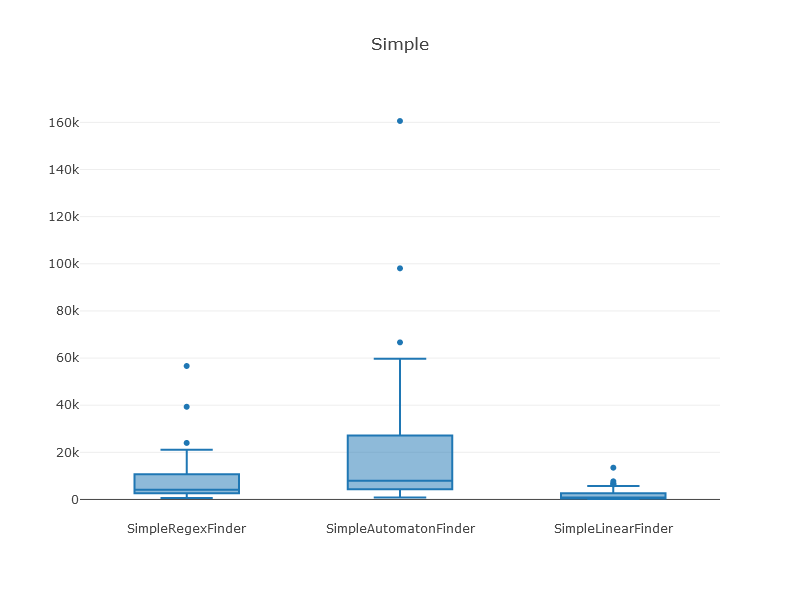 Simple
160k
140k
120k
100k
80k
60k
40k
20k
0
SimpleRegexFinder
SimpleAutomatonFinder
SimpleLinearFinder